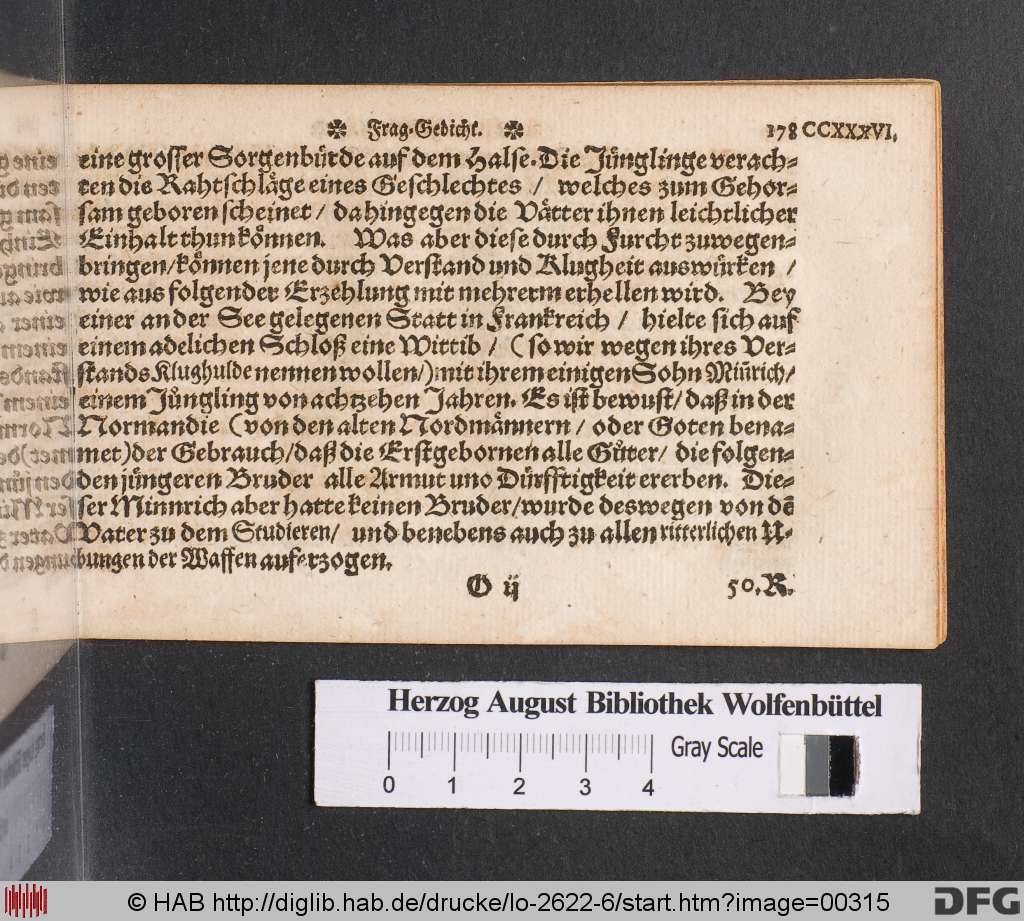 ✠ Frag-Gedicht. ✠ 178 CCXXXVI.
eine grosser Sorgenbürde auf dem Halse. Die Jünglinge verach-
ten die Rahtschläge eines Geschlechtes / welches zum Gehor-
sam geboren scheinet / dahingegen die Vätter ihnen leichtlicher
Einhalt thun können. Was aber diese durch Furcht zuwegen-
bringen / können jene durch Verstand und Klugheit auswürken /
wie aus folgender Erzehlung mit mehrerm erhellen wird. Bey
einer an der See gelegenen Statt in Frankreich / hielte sich auf
einem adelichen Schloß eine Wittib / (so wir wegen ihres Ver-
stands Klughulde nennen wollen /) mit ihrem einigen Sohn Miñrich /
einem Jüngling von achtzehen Jahren. Es ist bewust / daß in der
Normandie (von den alten Nordmännern / oder Goten bena-
met) der Gebrauch / daß die Erstgebornen alle Güter / die folgen-
den jüngeren Bruder alle Armut uno Dürfftigkeit ererben. Die-
ser Minnrich aber hatte keinen Bruder / wurde deswegen von dē
Vater zu dem Studieren / und benebens auch zu allen ritterlichen U-
bungen der Waffen auferzogen.
O ij 50. R.
Herzog August Bibliothek Wolfenbüttel
0 1 2 3 4 Gray Scale
© HAB http://diglib.hab.de/drucke/lo-2622-6/start.htm?image=00315 DFG